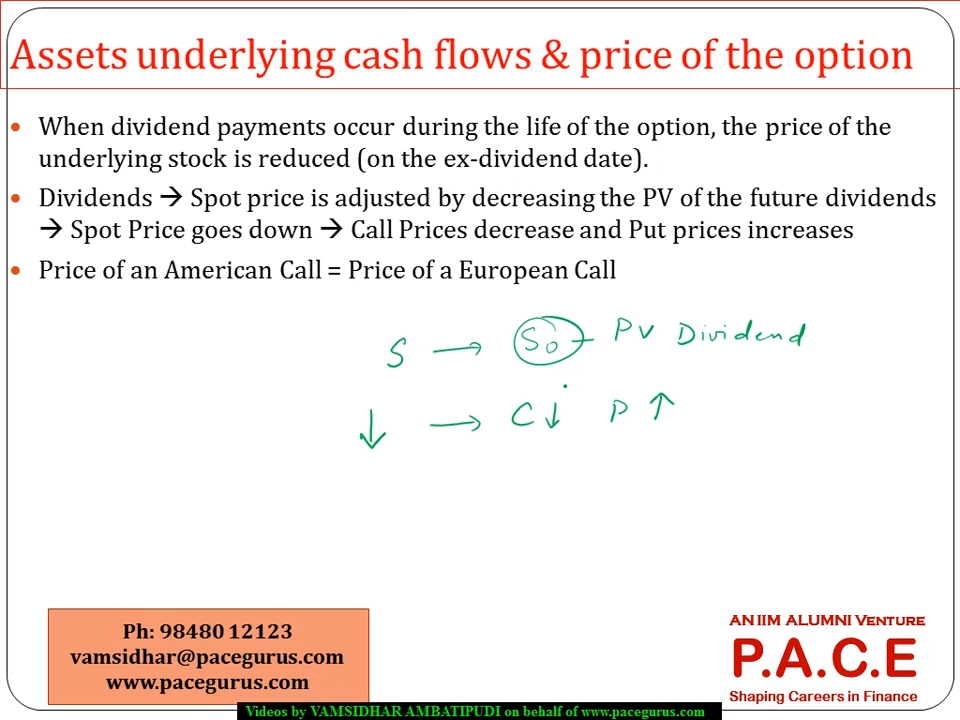 Assets underlying cash flows & price of the option
• When dividend payments occur during the life of the option, the price of the
underlying stock is reduced (on the ex-dividend date).
• Dividends → Spot price is adjusted by decreasing the PV of the future dividends
→ Spot Price goes down → Call Prices decrease and Put prices increases
• Price of an American Call = Price of a European Call
S → S0 - PV Dividend
↓ → C↓ P↑
Ph: 98480 12123
vamsidhar@pacegurus.com
www.pacegurus.com
AN IIM ALUMNI VENTURE
P.A.C.E
Shaping Careers in Finance
Videos by VAMSIDHAR AMBATIPUDI on behalf of www.pacegurus.com